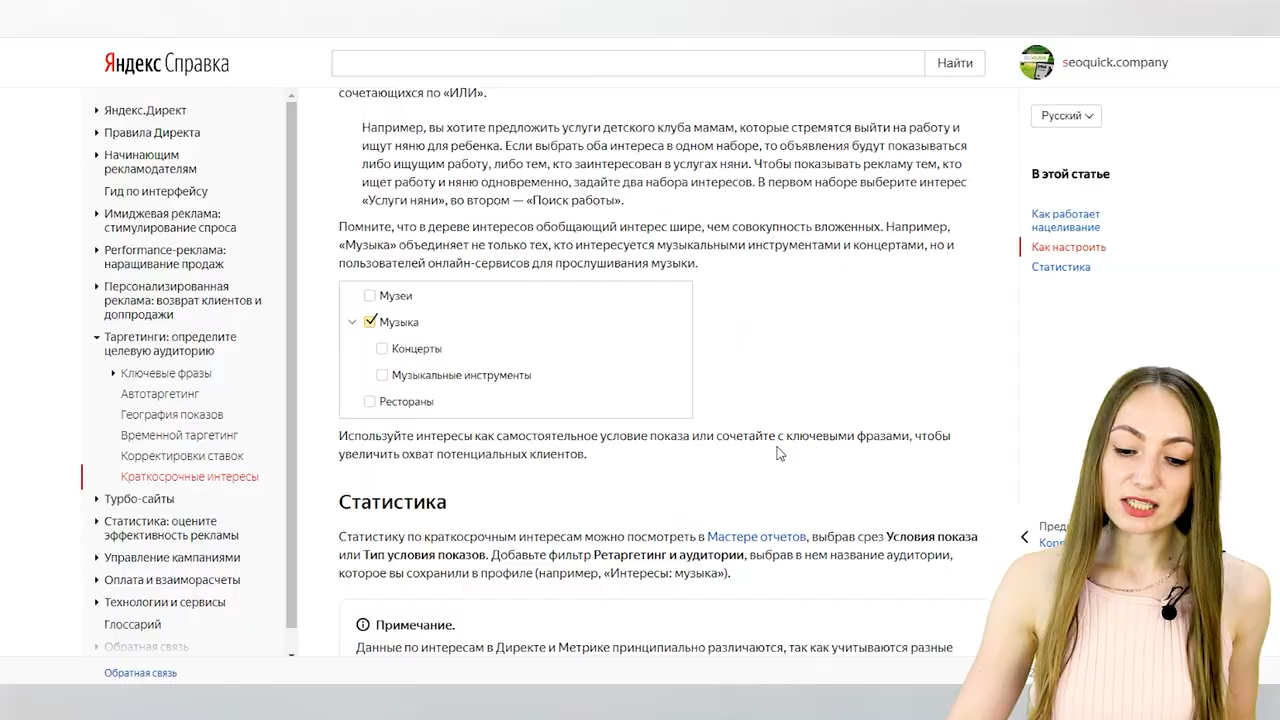 Яндекс Справка
Найти
seoquick.company
Яндекс.Директ
Правила Директа
Начинающим
рекламодателям
Гид по интерфейсу
Имиджевая реклама:
стимулирование спроса
Performance-реклама:
наращивание продаж
Персонализированная
реклама: возврат клиентов и
допродажи
Таргетинги: определите
целевую аудиторию
Ключевые фразы
Автотаргетинг
География показов
Временной таргетинг
Корректировки ставок
Краткосрочные интересы
Турбо-сайты
Статистика: оцените
эффективность рекламы
Управление кампаниями
Оплата и взаиморасчеты
Технологии и сервисы
Глоссарий
Обратная связь
Обратная связь
сочетающихся по «ИЛИ».
Например, вы хотите предложить услуги детского клуба мамам, которые стремятся выйти на работу и
ищут няню для ребенка. Если выбрать оба интереса в одном наборе, то объявления будут показываться
либо ищущим работу, либо тем, кто заинтересован в услугах няни. Чтобы показывать рекламу тем, кто
ищет работу и няню одновременно, задайте два набора интересов. В первом наборе выберите интерес
«Услуги няни», во втором — «Поиск работы».
Помните, что в дереве интересов обобщающий интерес шире, чем совокупность вложенных. Например,
«Музыка» объединяет не только тех, кто интересуется музыкальными инструментами и концертами, но и
пользователей онлайн-сервисов для прослушивания музыки.
Музеи
Музыка
Концерты
Музыкальные инструменты
Рестораны
Используйте интересы как самостоятельное условие показа или сочетайте с ключевыми фразами, чтобы
увеличить охват потенциальных клиентов.
Статистика
Статистику по краткосрочным интересам можно посмотреть в Мастере отчетов, выбрав срез Условия показа
или Тип условия показов. Добавьте фильтр Ретаргетинг и аудитории, выбрав в нем название аудитории,
которое вы сохранили в профиле (например, «Интересы: музыка»).
Примечание.
Данные по интересам в Директе и Метрике принципиально различаются, так как учитываются разные
Русский
В этой статье
Как работает
нацеливание
Как настроить
Статистика